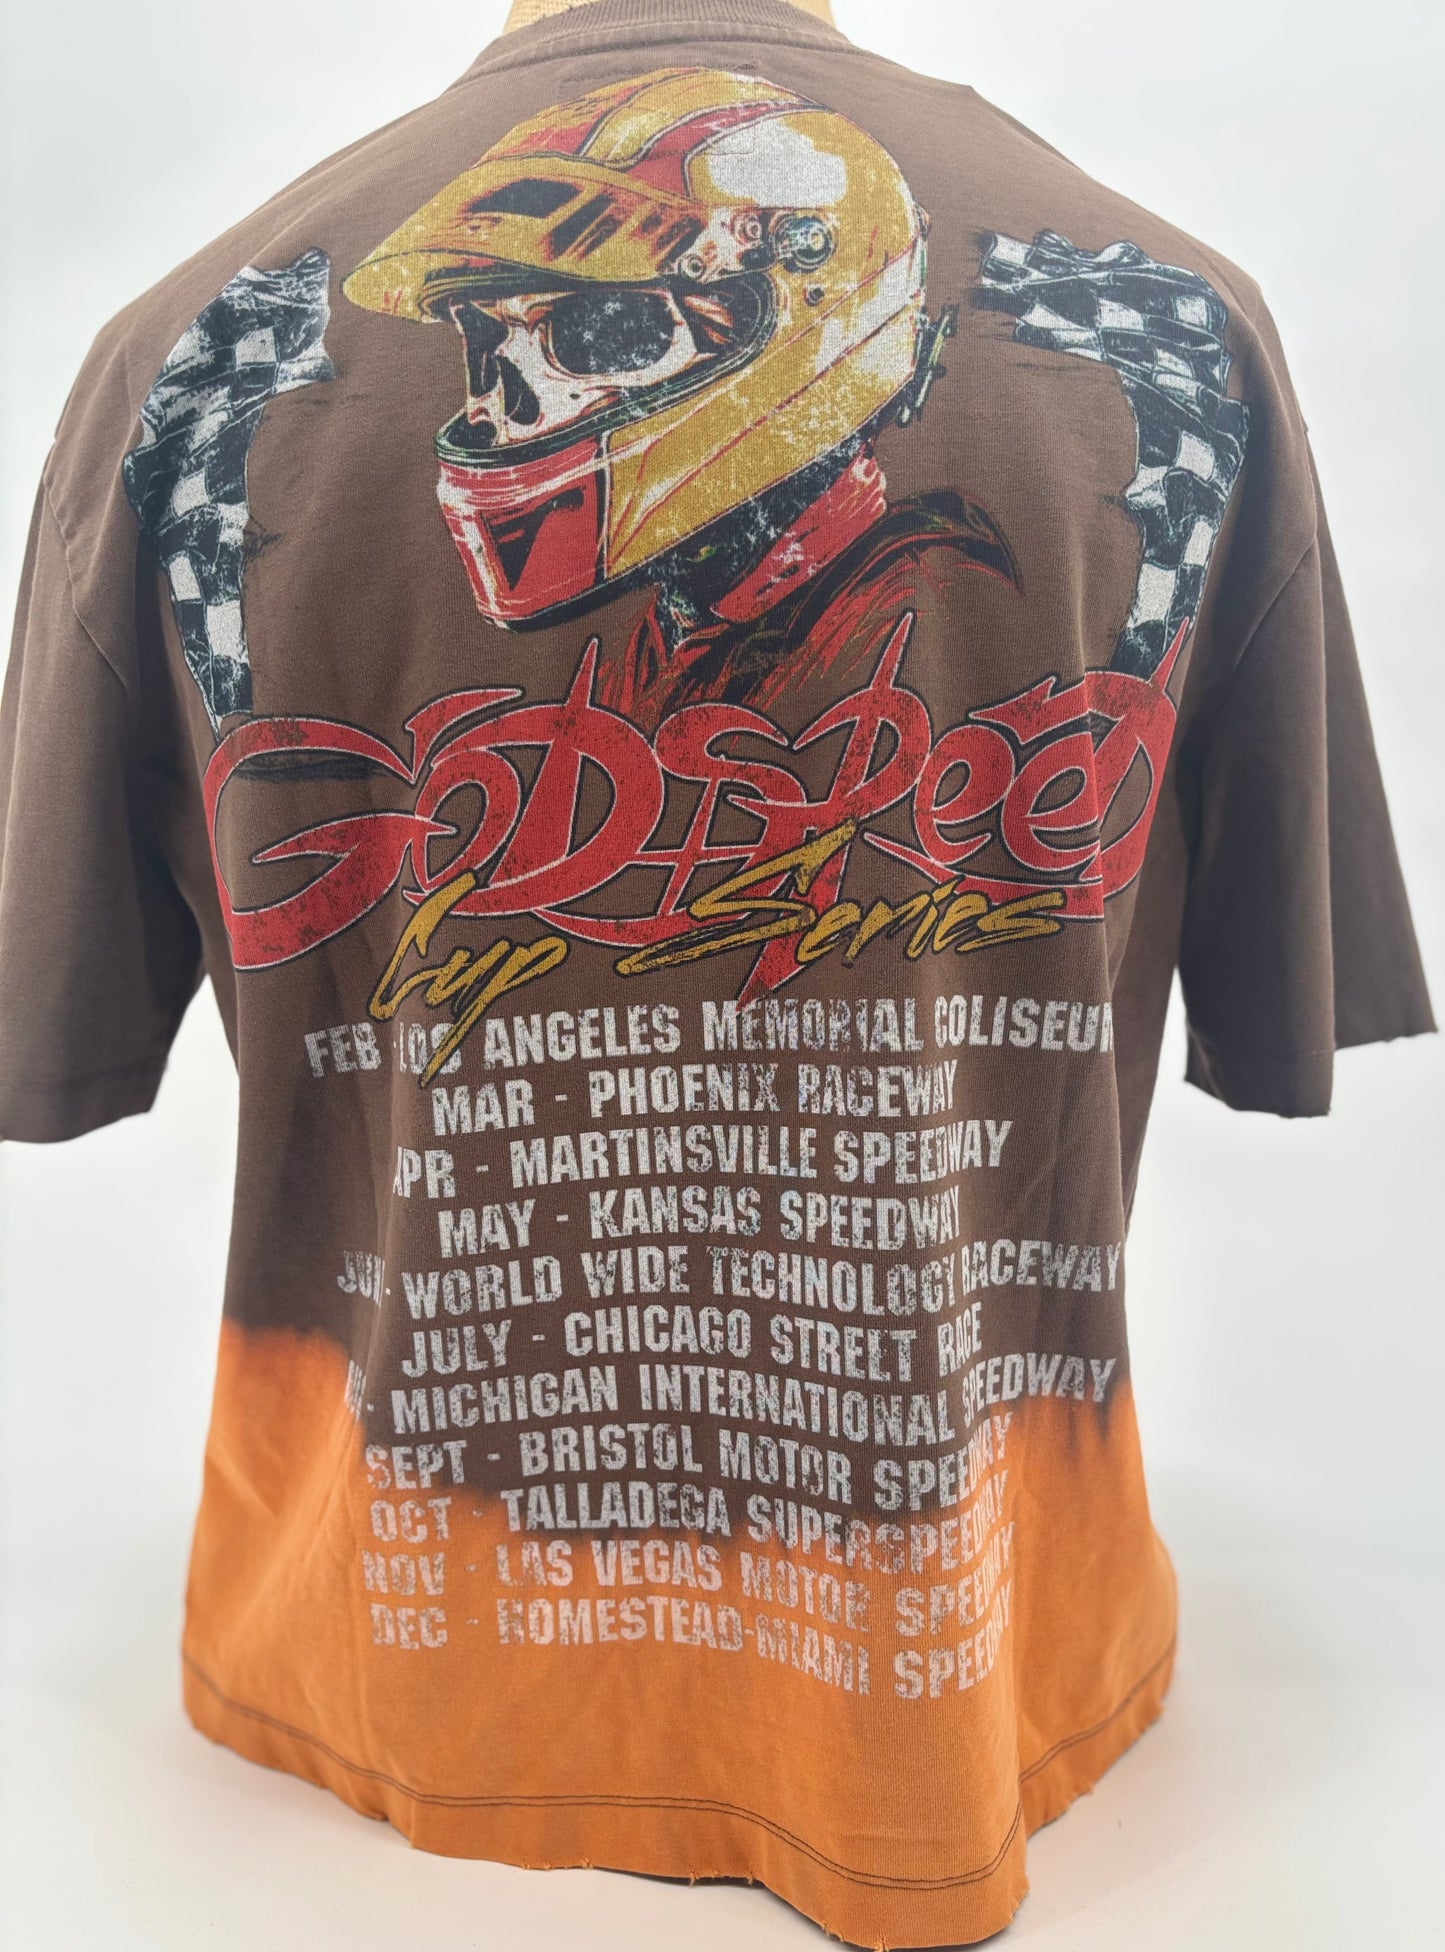 GODSPEED
Cup Series
FEB - LOS ANGELES MEMORIAL COLISEUM
MAR - PHOENIX RACEWAY
APR - MARTINSVILLE SPEEDWAY
MAY - KANSAS SPEEDWAY
JUN - WORLD WIDE TECHNOLOGY RACEWAY
JULY - CHICAGO STREET RACE
- MICHIGAN INTERNATIONAL SPEEDWAY
SEPT - BRISTOL MOTOR SPEEDWAY
OCT - TALLADEGA SUPERSPEEDWAY
NOV - LAS VEGAS MOTOR SPEEDWAY
DEC - HOMESTEAD-MIAMI SPEEDWAY